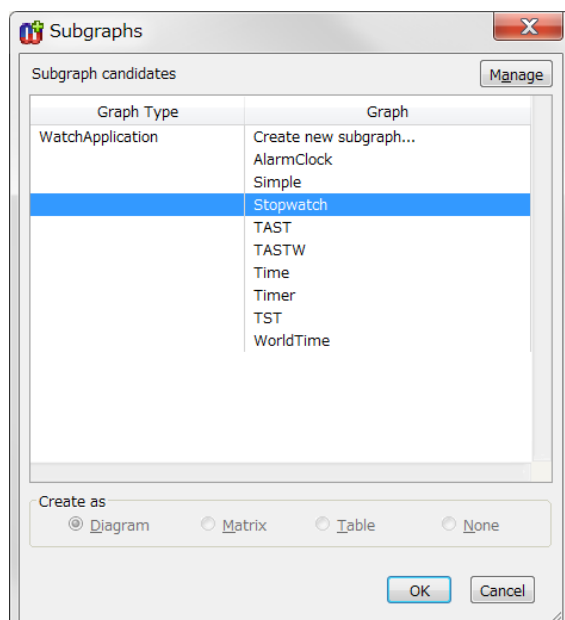 Subgraphs
Subgraph candidates
Manage
Graph Type Graph
WatchApplication Create new subgraph...
AlarmClock
Simple
Stopwatch
TAST
TASTW
Time
Timer
TST
WorldTime
Create as
Diagram Matrix Table None
OK Cancel